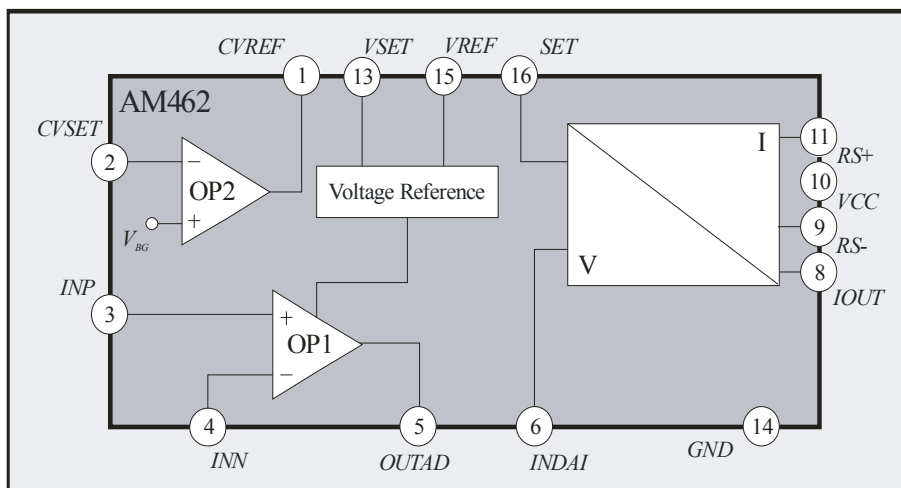 CVREF VSET VREF SET
1 13 15 16
AM462
CVSET
2
−
OP2
+
V_BG
Voltage Reference
I
V
11
RS+
10
VCC
9
RS-
8
IOUT
INP
3
+
OP1
−
4 5 6 14
INN OUTAD INDAI GND